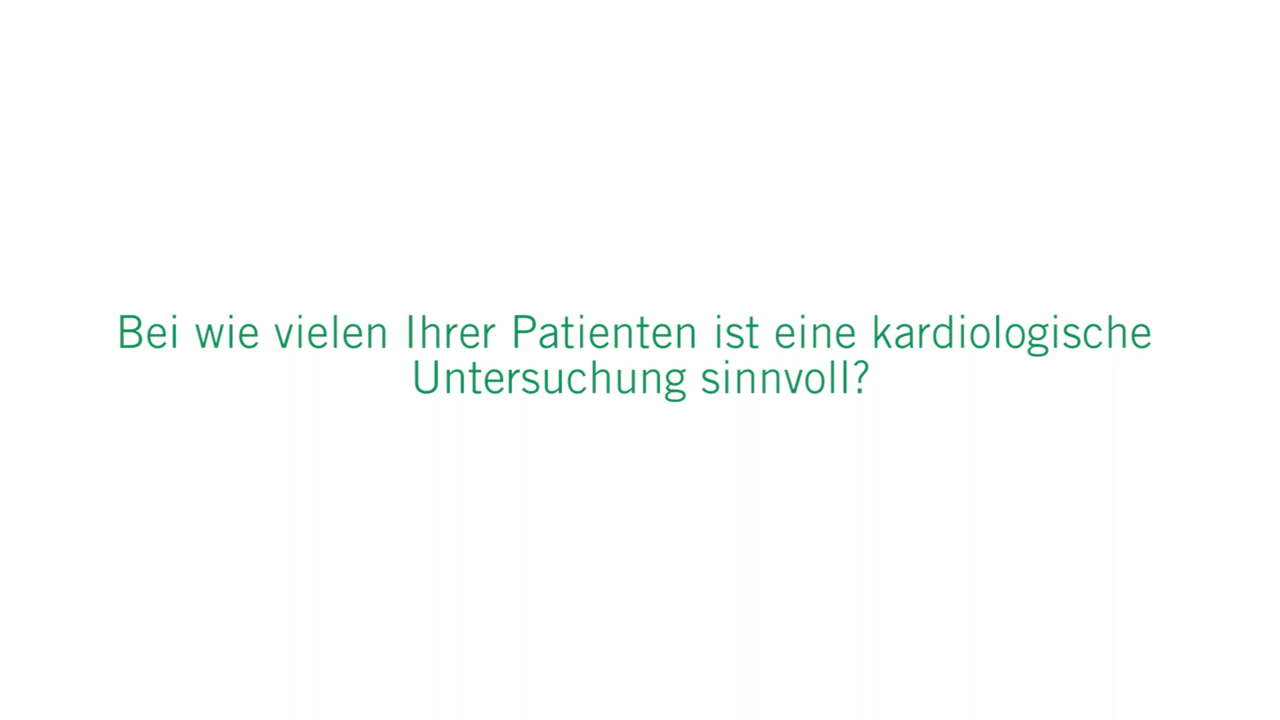 Bei wie vielen Ihrer Patienten ist eine kardiologische
Untersuchung sinnvoll?